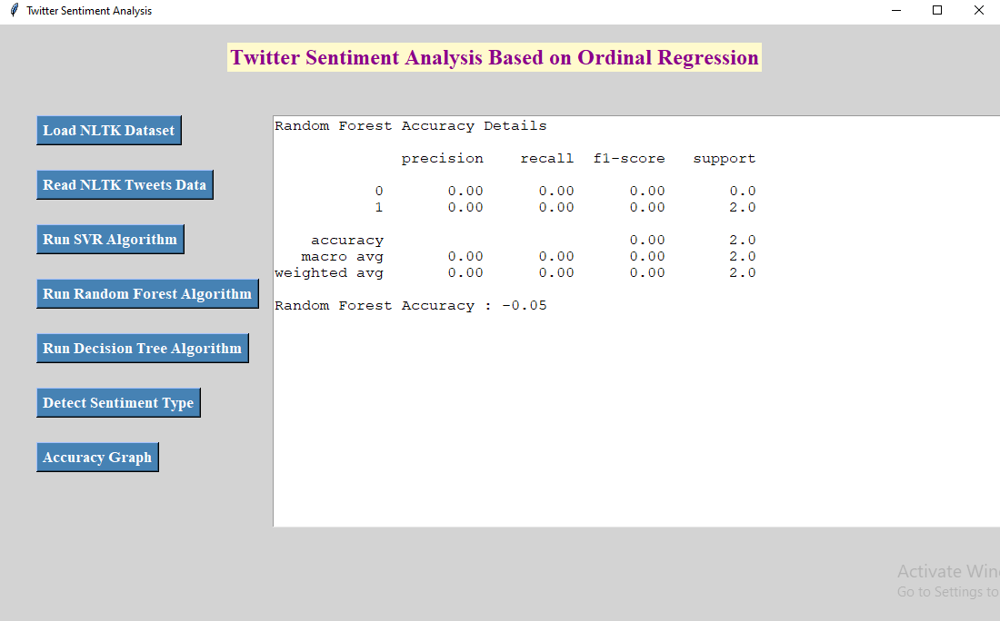 Twitter Sentiment Analysis
Twitter Sentiment Analysis Based on Ordinal Regression
Load NLTK Dataset
Read NLTK Tweets Data
Run SVR Algorithm
Run Random Forest Algorithm
Run Decision Tree Algorithm
Detect Sentiment Type
Accuracy Graph
Random Forest Accuracy Details
precision recall f1-score support
0 0.00 0.00 0.00 0.0
1 0.00 0.00 0.00 2.0
accuracy 0.00 2.0
macro avg 0.00 0.00 0.00 2.0
weighted avg 0.00 0.00 0.00 2.0
Random Forest Accuracy : -0.05
Activate Win
Go to Settings to